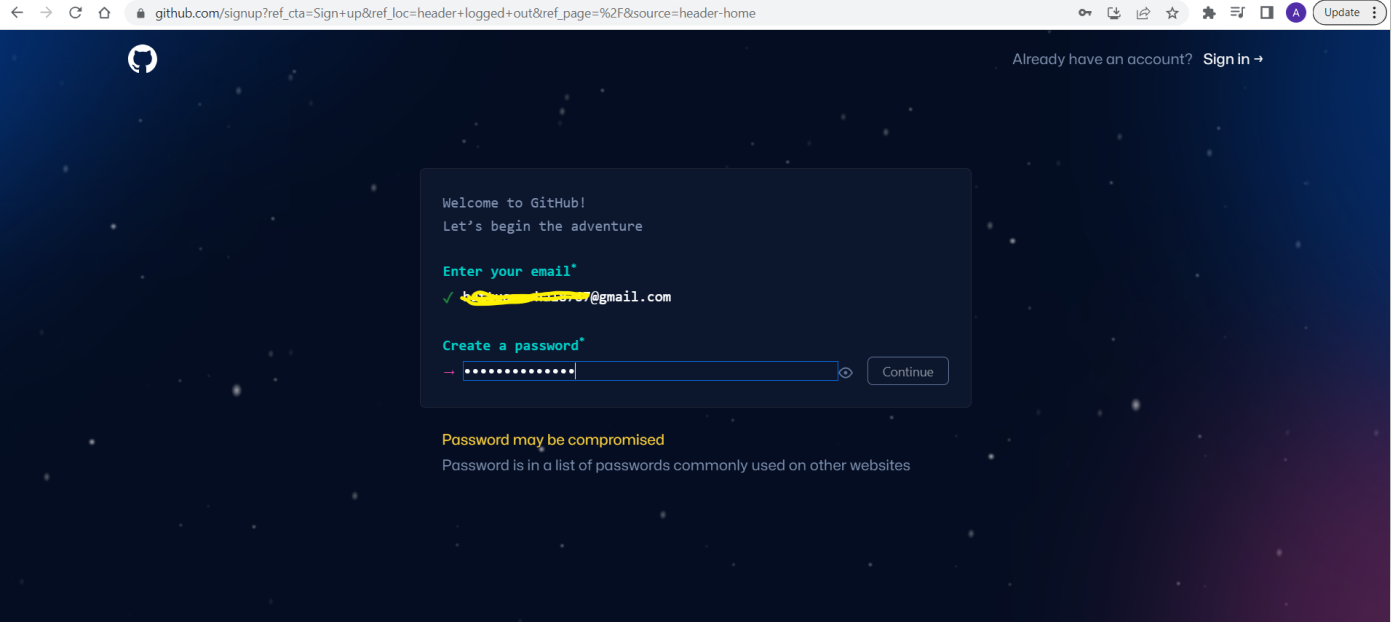 github.com/signup?ref_cta=Sign+up&ref_loc=header+logged+out&ref_page=%2F&source=header-home
A
Update
Already have an account? Sign in →
Welcome to GitHub!
Let’s begin the adventure
Enter your email*
✓ @gmail.com
Create a password*
→ ••••••••••••••
Continue
Password may be compromised
Password is in a list of passwords commonly used on other websites